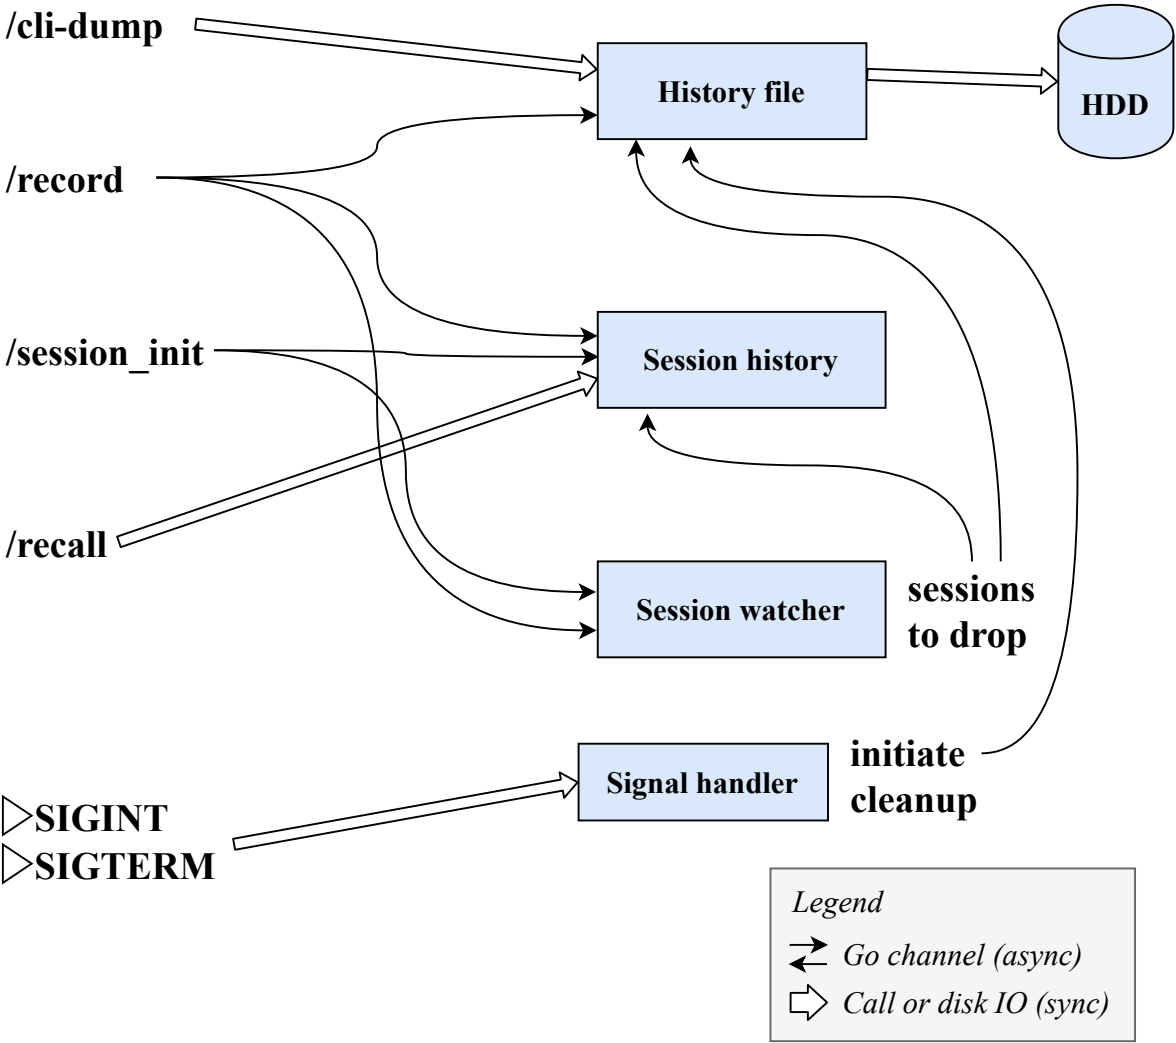 /cli-dump
History file
HDD
/record
/session_init
Session history
/recall
Session watcher
sessions
to drop
Signal handler
initiate
cleanup
SIGINT
SIGTERM
Legend
Go channel (async)
Call or disk IO (sync)